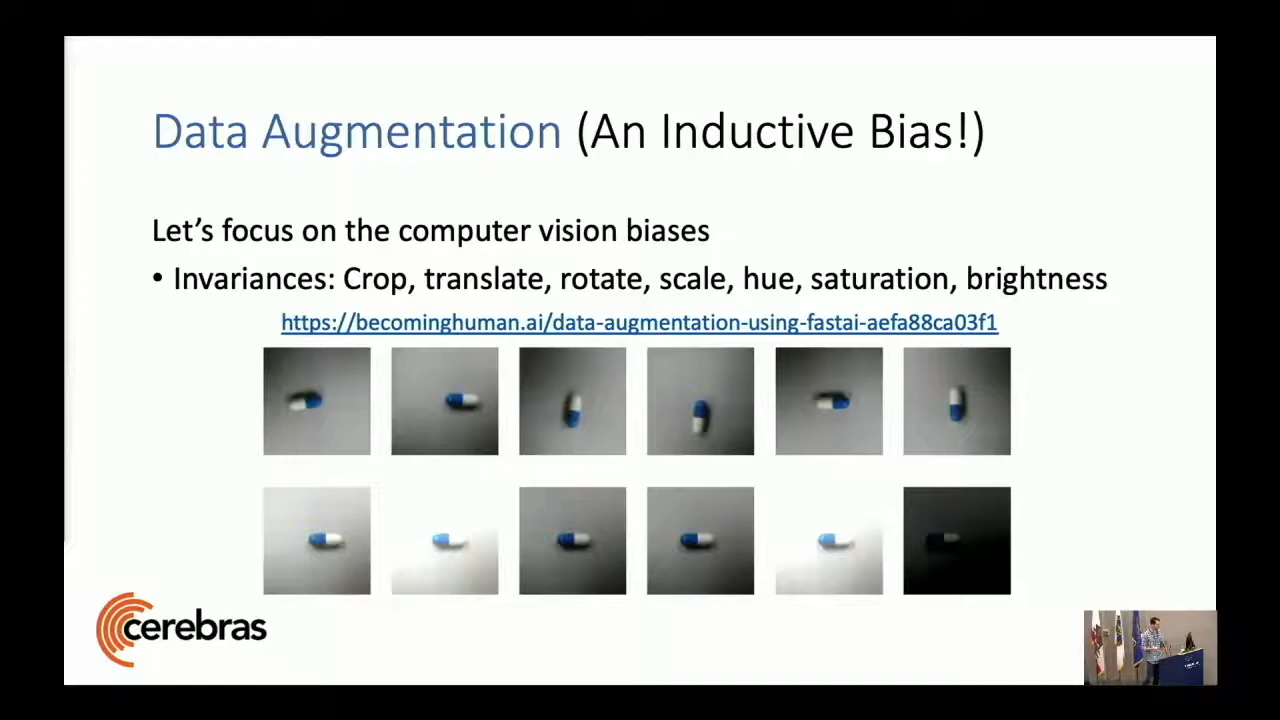 Data Augmentation (An Inductive Bias!)
Let's focus on the computer vision biases
• Invariances: Crop, translate, rotate, scale, hue, saturation, brightness
https://becominghuman.ai/data-augmentation-using-fastai-aefa88ca03f1
cerebras